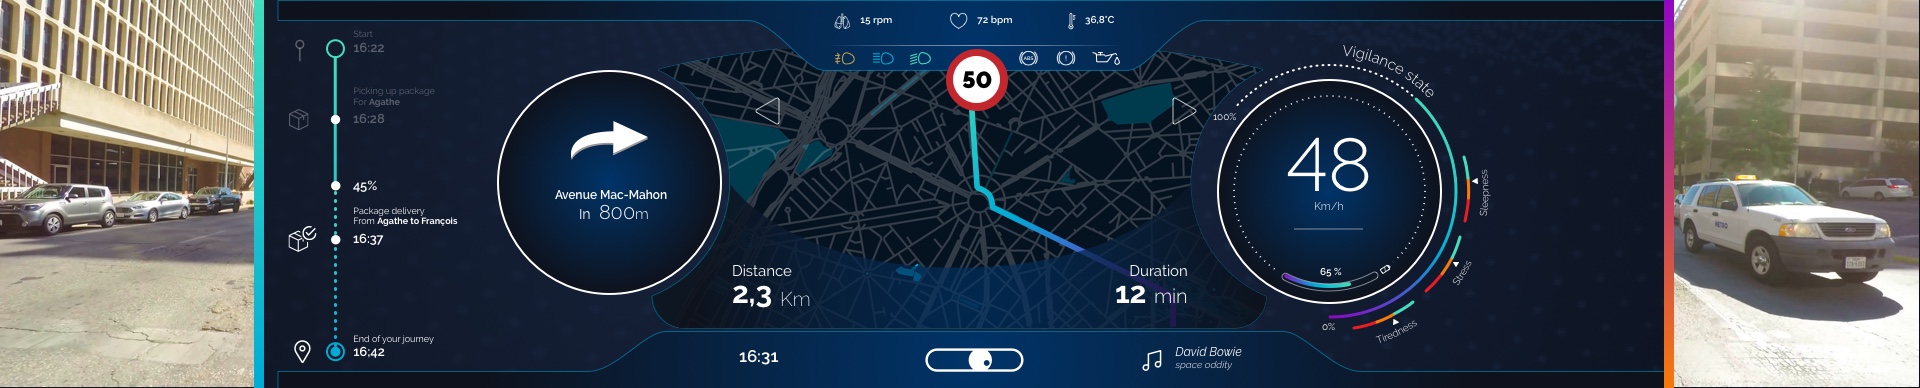 Start
16:22
Picking up package
For Agathe
16:28
45%
Package delivery
From Agathe to François
16:37
End of your journey
16:42
Avenue Mac-Mahon
In 800m
15 rpm
72 bpm
36,8°C
ABS
50
Distance
2,3 Km
Duration
12 min
16:31
David Bowie
space oddity
Vigilance state
100%
48
Km/h
65 %
0%
Sleepness
Stress
Tiredness
METRO